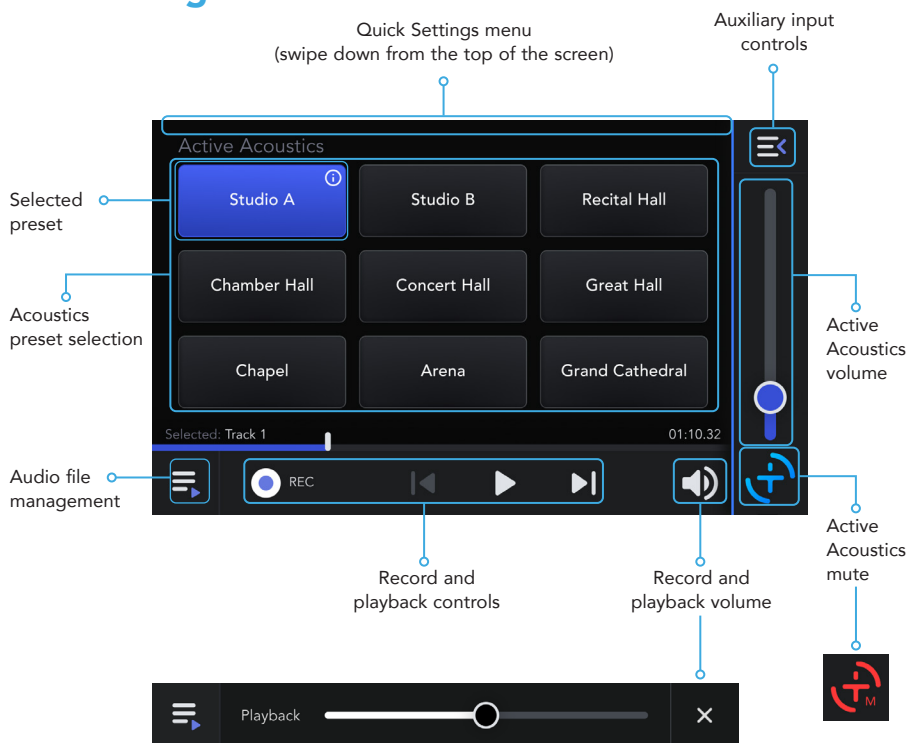 Quick Settings menu
(swipe down from the top of the screen)
Auxiliary input
controls
Active Acoustics
Selected
preset
Studio A
Studio B
Recital Hall
Chamber Hall
Concert Hall
Great Hall
Acoustics
preset selection
Active
Acoustics
volume
Chapel
Arena
Grand Cathedral
Selected: Track 1
01:10.32
Audio file
management
REC
Active
Acoustics
mute
Record and
playback controls
Record and
playback volume
M
Playback